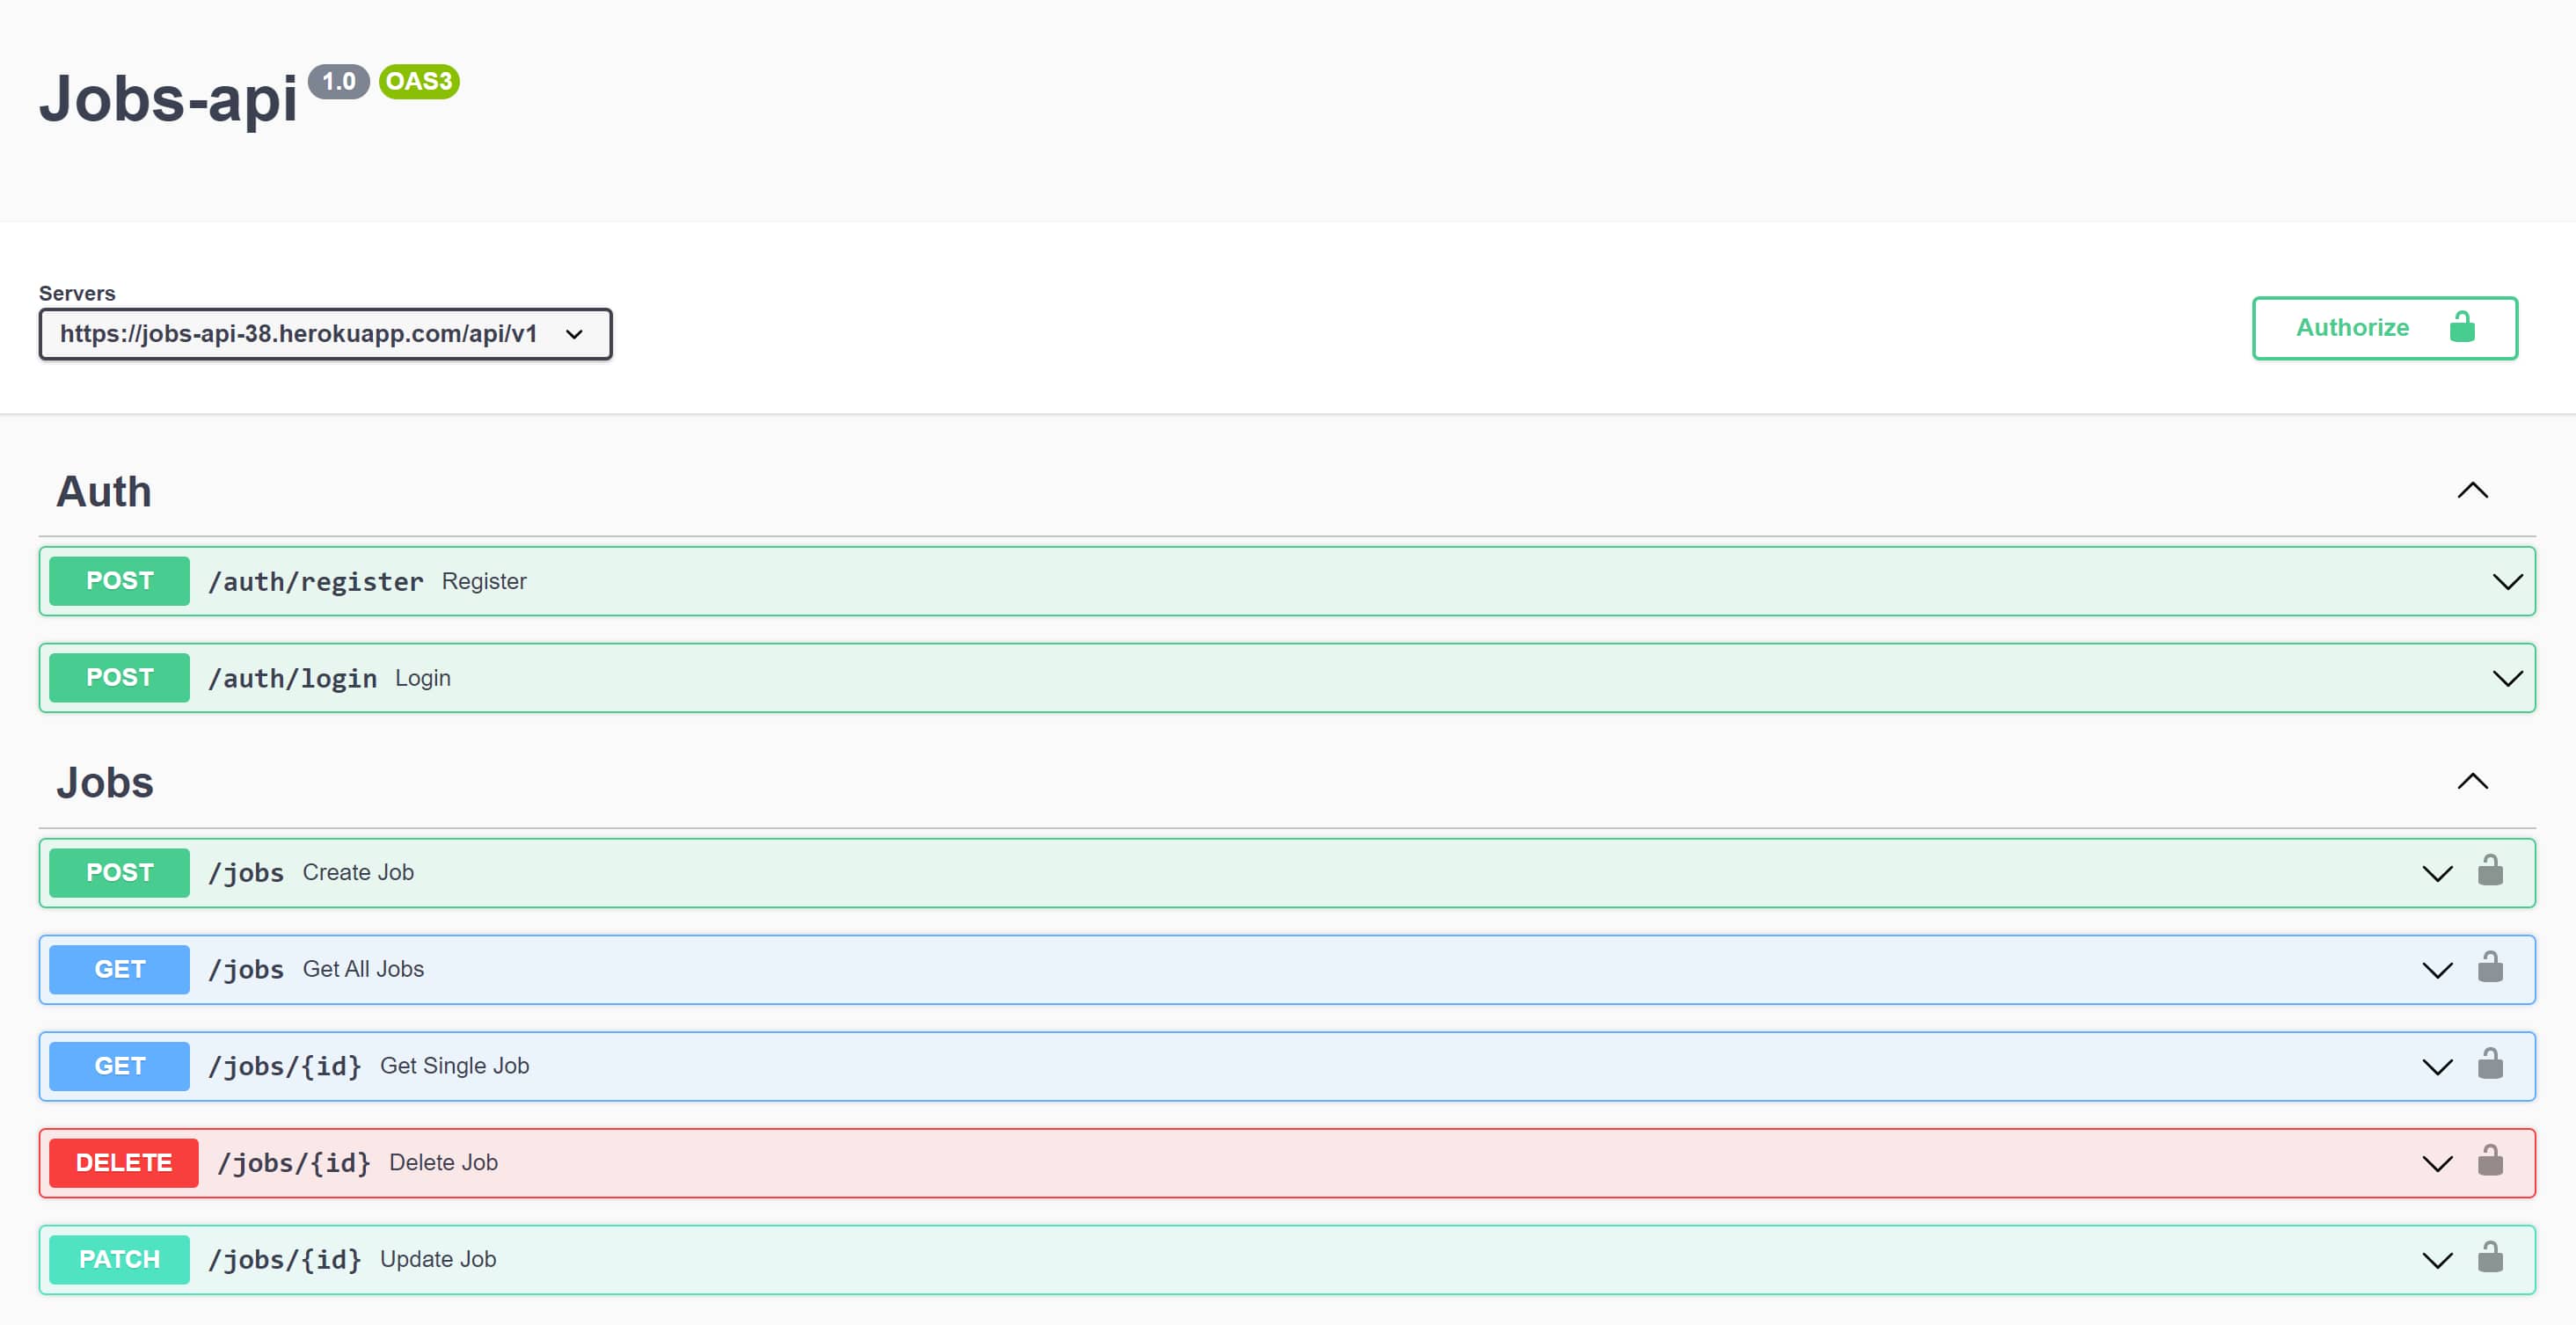 Jobs-api 1.0 OAS3
Servers
https://jobs-api-38.herokuapp.com/api/v1
Authorize
Auth
POST /auth/register Register
POST /auth/login Login
Jobs
POST /jobs Create Job
GET /jobs Get All Jobs
GET /jobs/{id} Get Single Job
DELETE /jobs/{id} Delete Job
PATCH /jobs/{id} Update Job